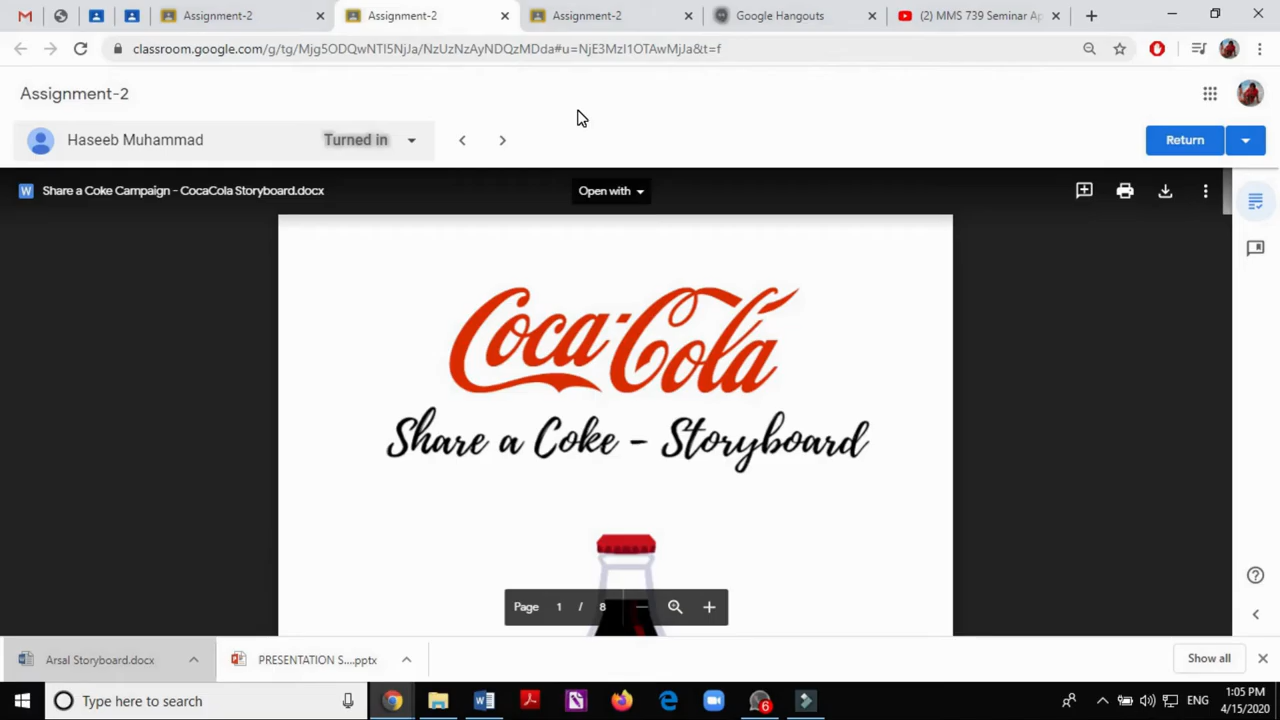 Assignment-2
Assignment-2
Assignment-2
Google Hangouts
(2) MMS 739 Seminar Ap
classroom.google.com/g/tg/Mjg5ODQwNTI5NjJa/NzUzNzAyNDQzMDda#u=NjE3MzI1OTAwMjJa&t=f
Assignment-2
Haseeb Muhammad Turned in
Return
Share a Coke Campaign - CocaCola Storyboard.docx
Open with
Coca-Cola
Share a Coke - Storyboard
Page 1 / 8
Arsal Storyboard.docx
PRESENTATION S....pptx
Show all
Type here to search
6
ENG
1:05 PM
4/15/2020